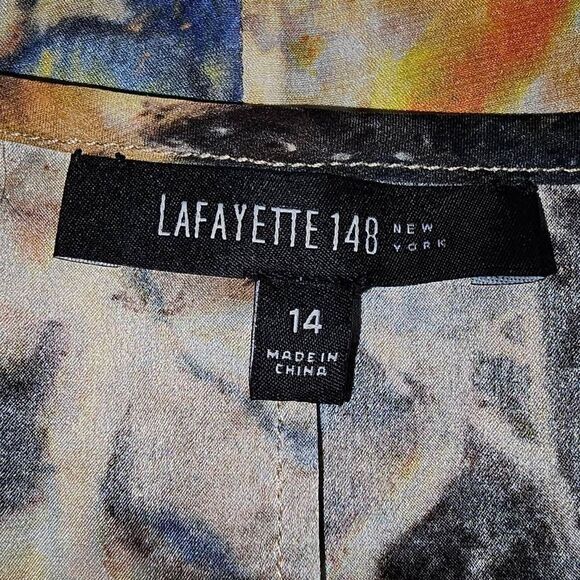 LAFAYETTE 148 NEW YORK
14
MADE IN
CHINA